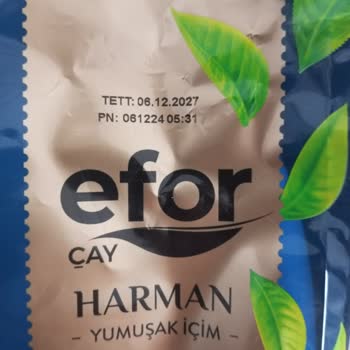 TETT: 06.12.2027
PN: 061224 05:31
efor
ÇAY
HARMAN
- YUMUŞAK İÇİM -